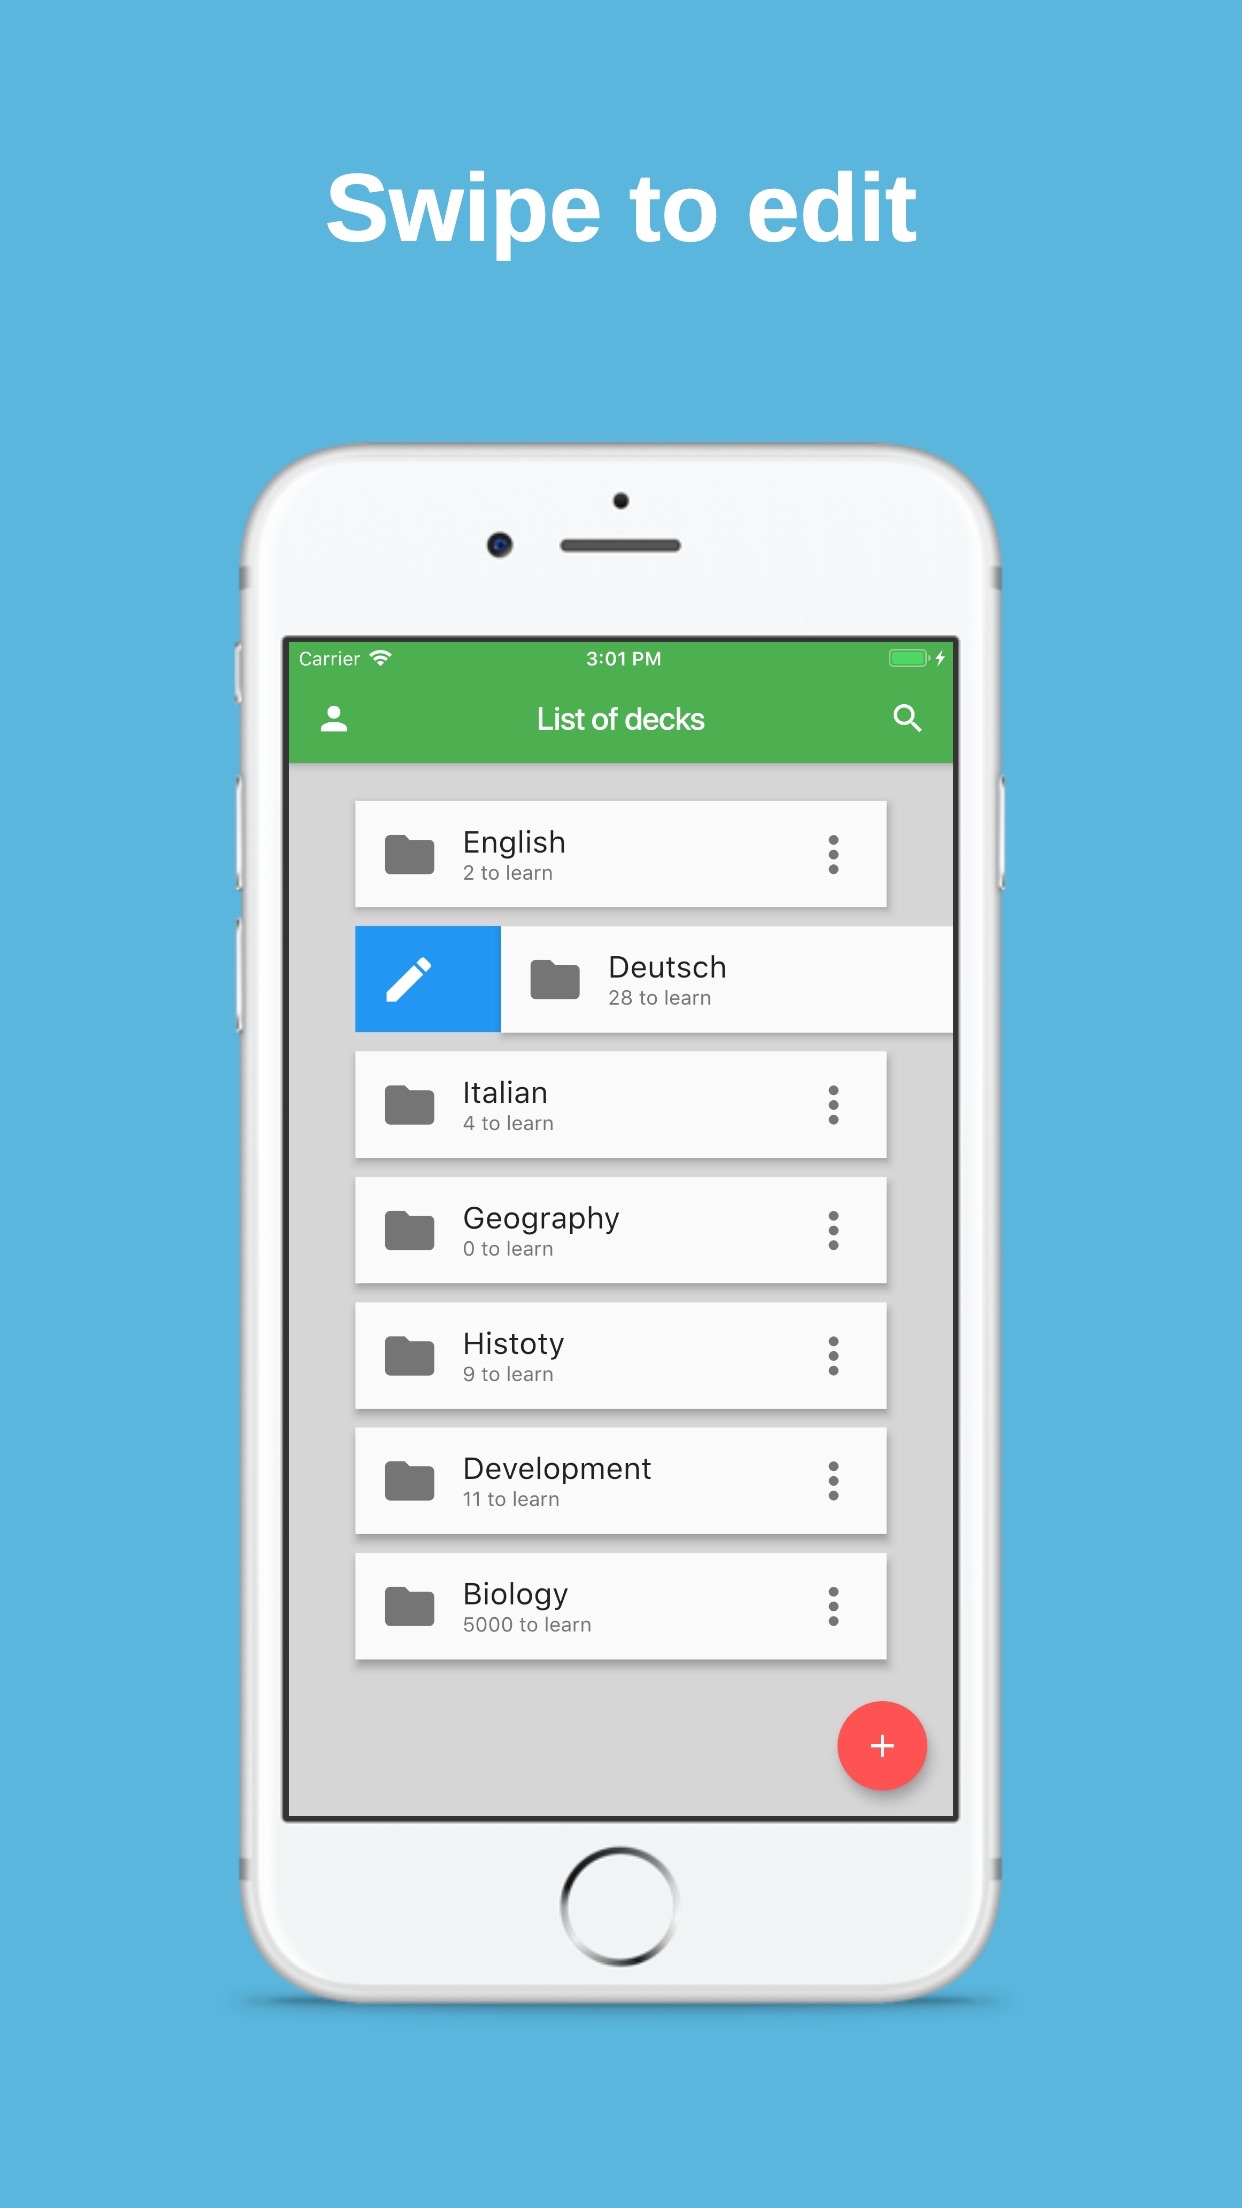 Swipe to edit
Carrier 3:01 PM
List of decks
English
2 to learn
Deutsch
28 to learn
Italian
4 to learn
Geography
0 to learn
Histoty
9 to learn
Development
11 to learn
Biology
5000 to learn